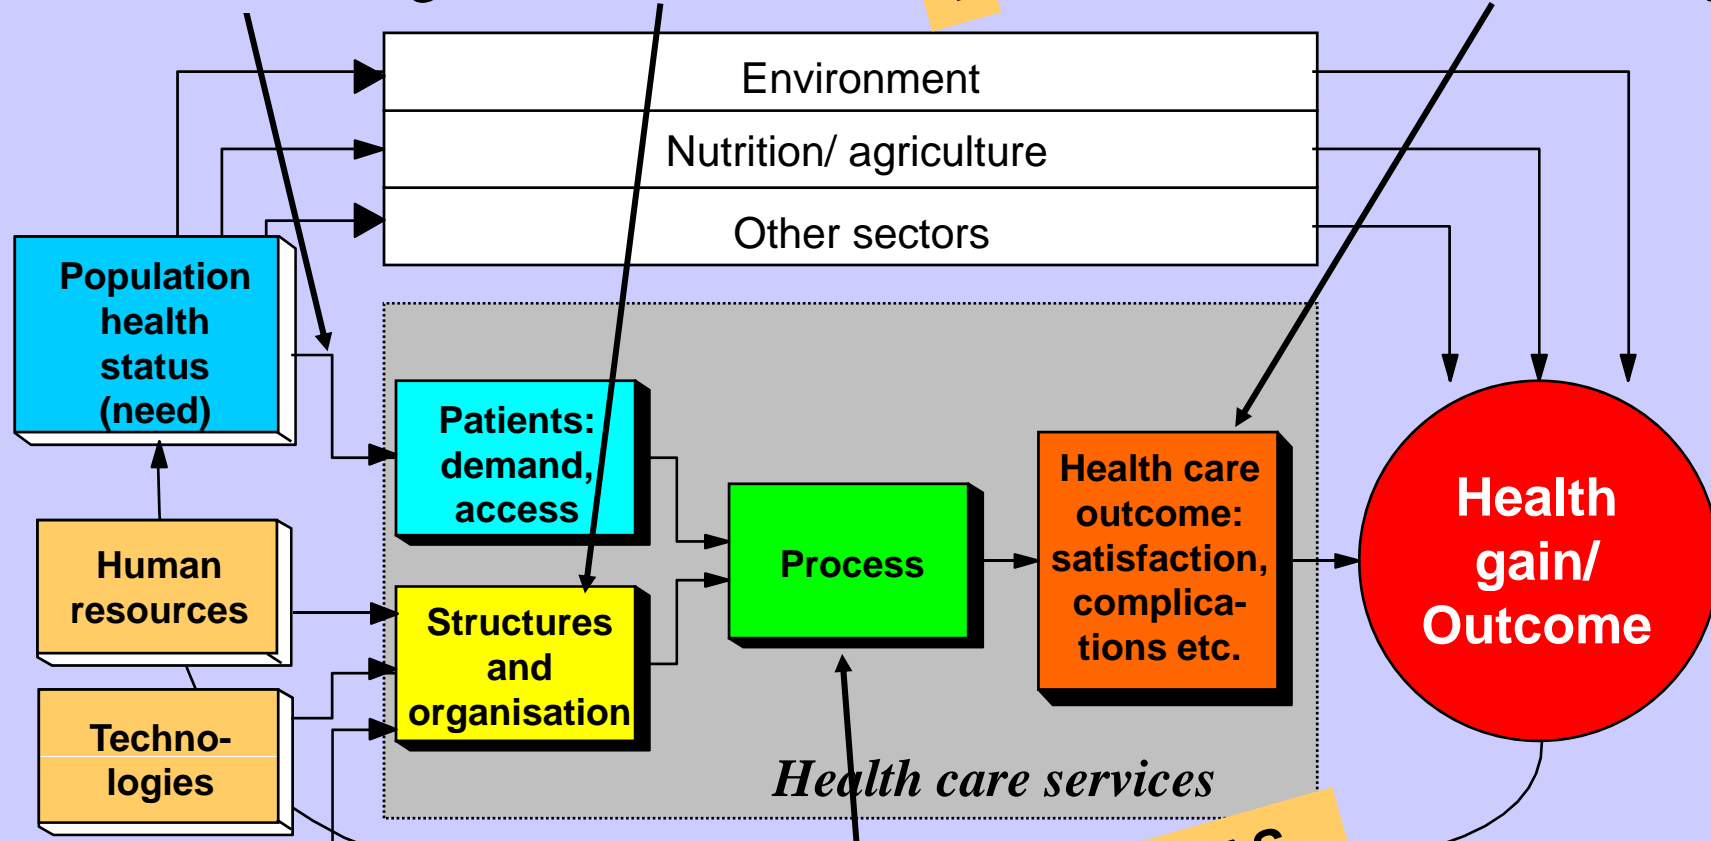 Environment
Nutrition/ agriculture
Other sectors
Population
health
status
(need)
Patients:
demand,
access
Human
resources
Structures
and
organisation
Techno-
logies
Process
Health care
outcome:
satisfaction,
complica-
tions etc.
Health
gain/
Outcome
Health care services